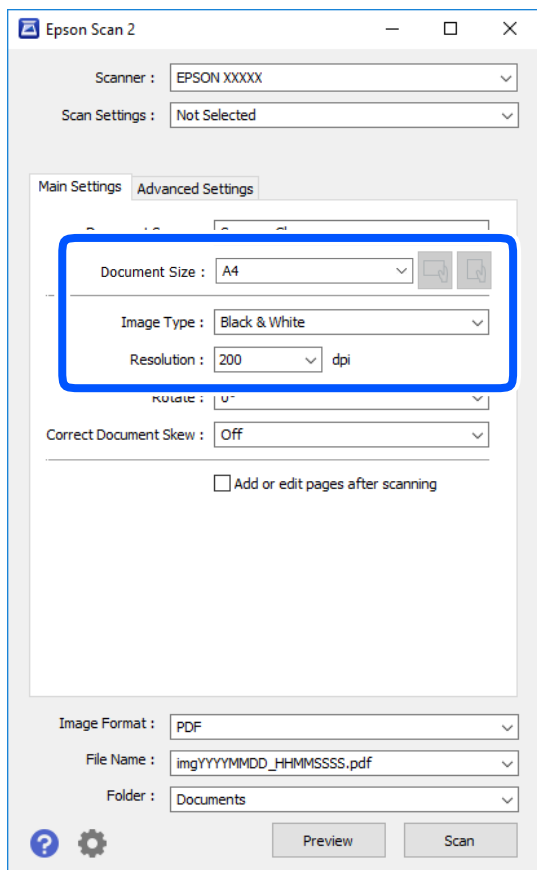 Epson Scan 2
Scanner : EPSON XXXXX
Scan Settings : Not Selected
Main Settings Advanced Settings
Document Size : A4
Image Type : Black & White
Resolution : 200 dpi
Rotate : 0°
Correct Document Skew : Off
Add or edit pages after scanning
Image Format : PDF
File Name : imgYYYYMMDD_HHMMSSSS.pdf
Folder : Documents
? Preview Scan